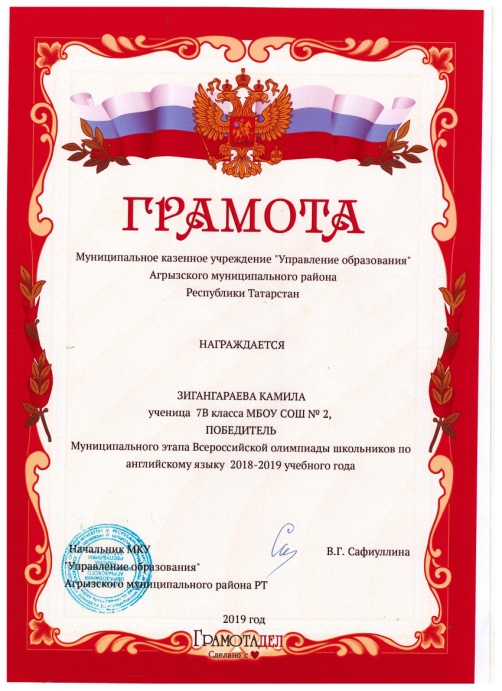 ГРАМОТА
Муниципальное казенное учреждение "Управление образования"
Агрызского муниципального района
Республики Татарстан
НАГРАЖДАЕТСЯ
ЗИГАНГАРАЕВА КАМИЛА
ученица 7В класса МБОУ СОШ № 2,
ПОБЕДИТЕЛЬ
Муниципального этапа Всероссийской олимпиады школьников по
английскому языку 2018-2019 учебного года
Начальник МКУ
"Управление образования"
Агрызского муниципального района РТ
В.Г. Сафиуллина
2019 год
ГРАМОТАДЕЛ
Сделано с ❤